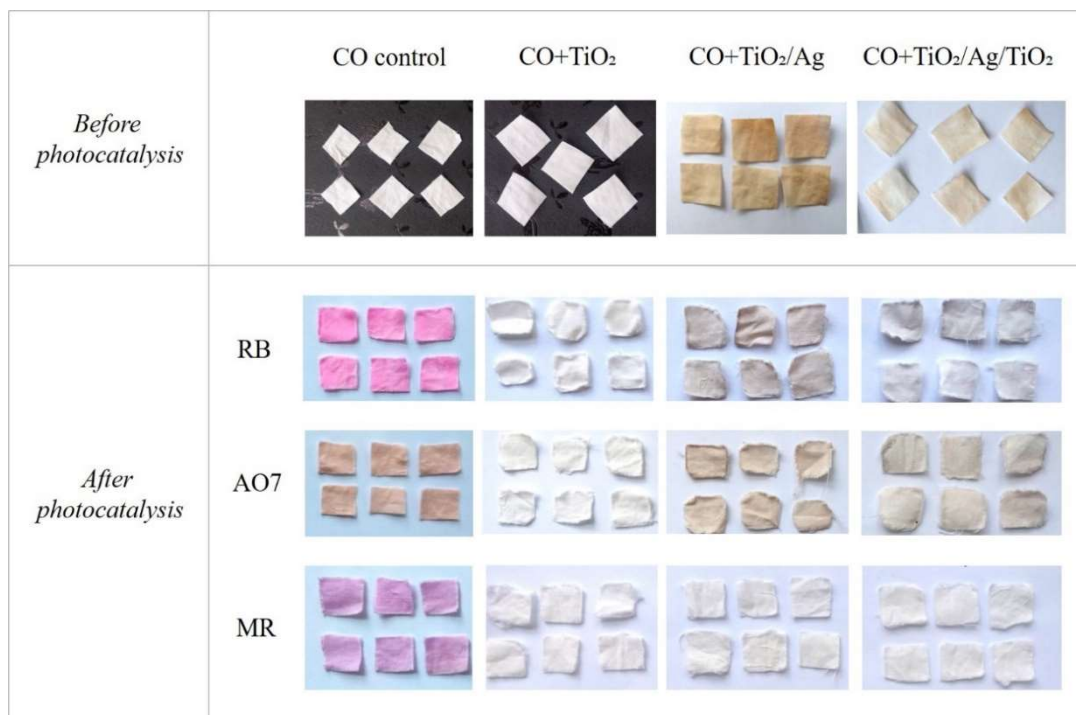 CO control
CO+TiO₂
CO+TiO₂/Ag
CO+TiO₂/Ag/TiO₂
Before
photocatalysis
After
photocatalysis
RB
AO7
MR